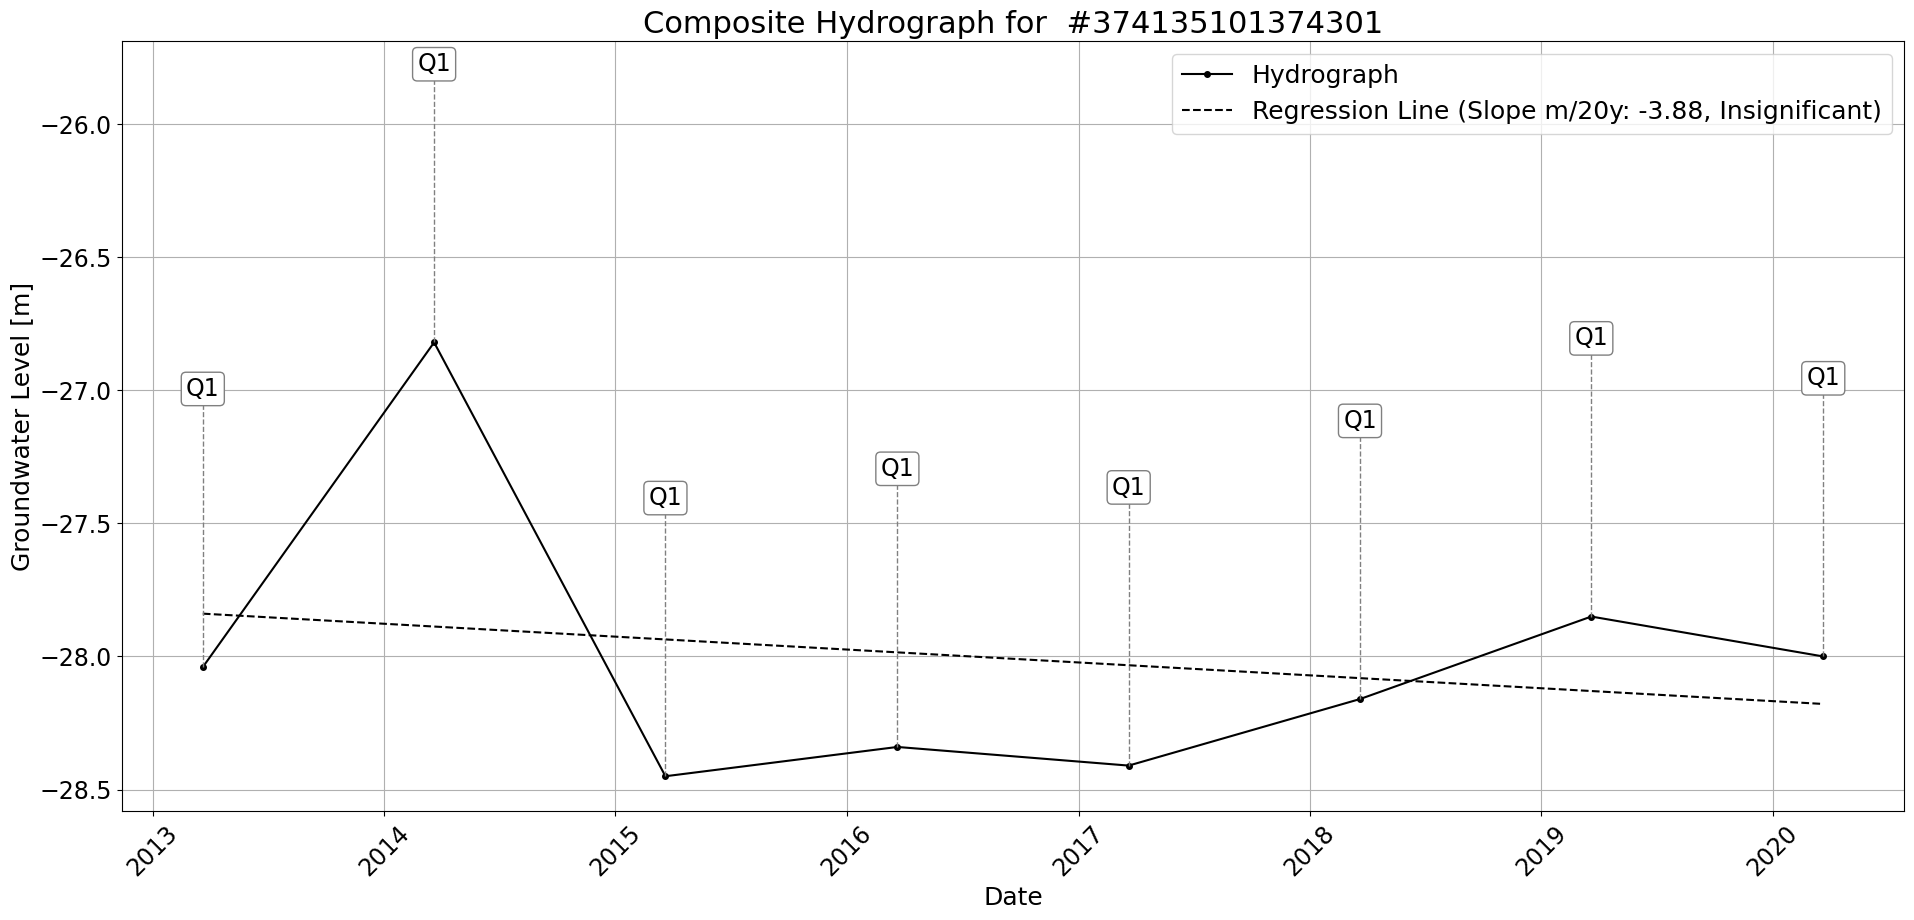 Composite Hydrograph for  #374135101374301
Hydrograph
Regression Line (Slope m/20y: -3.88, Insignificant)
Groundwater Level [m]
−26.0
−26.5
−27.0
−27.5
−28.0
−28.5
Q1
Q1
Q1
Q1
Q1
Q1
Q1
Q1
2013
2014
2015
2016
2017
2018
2019
2020
Date